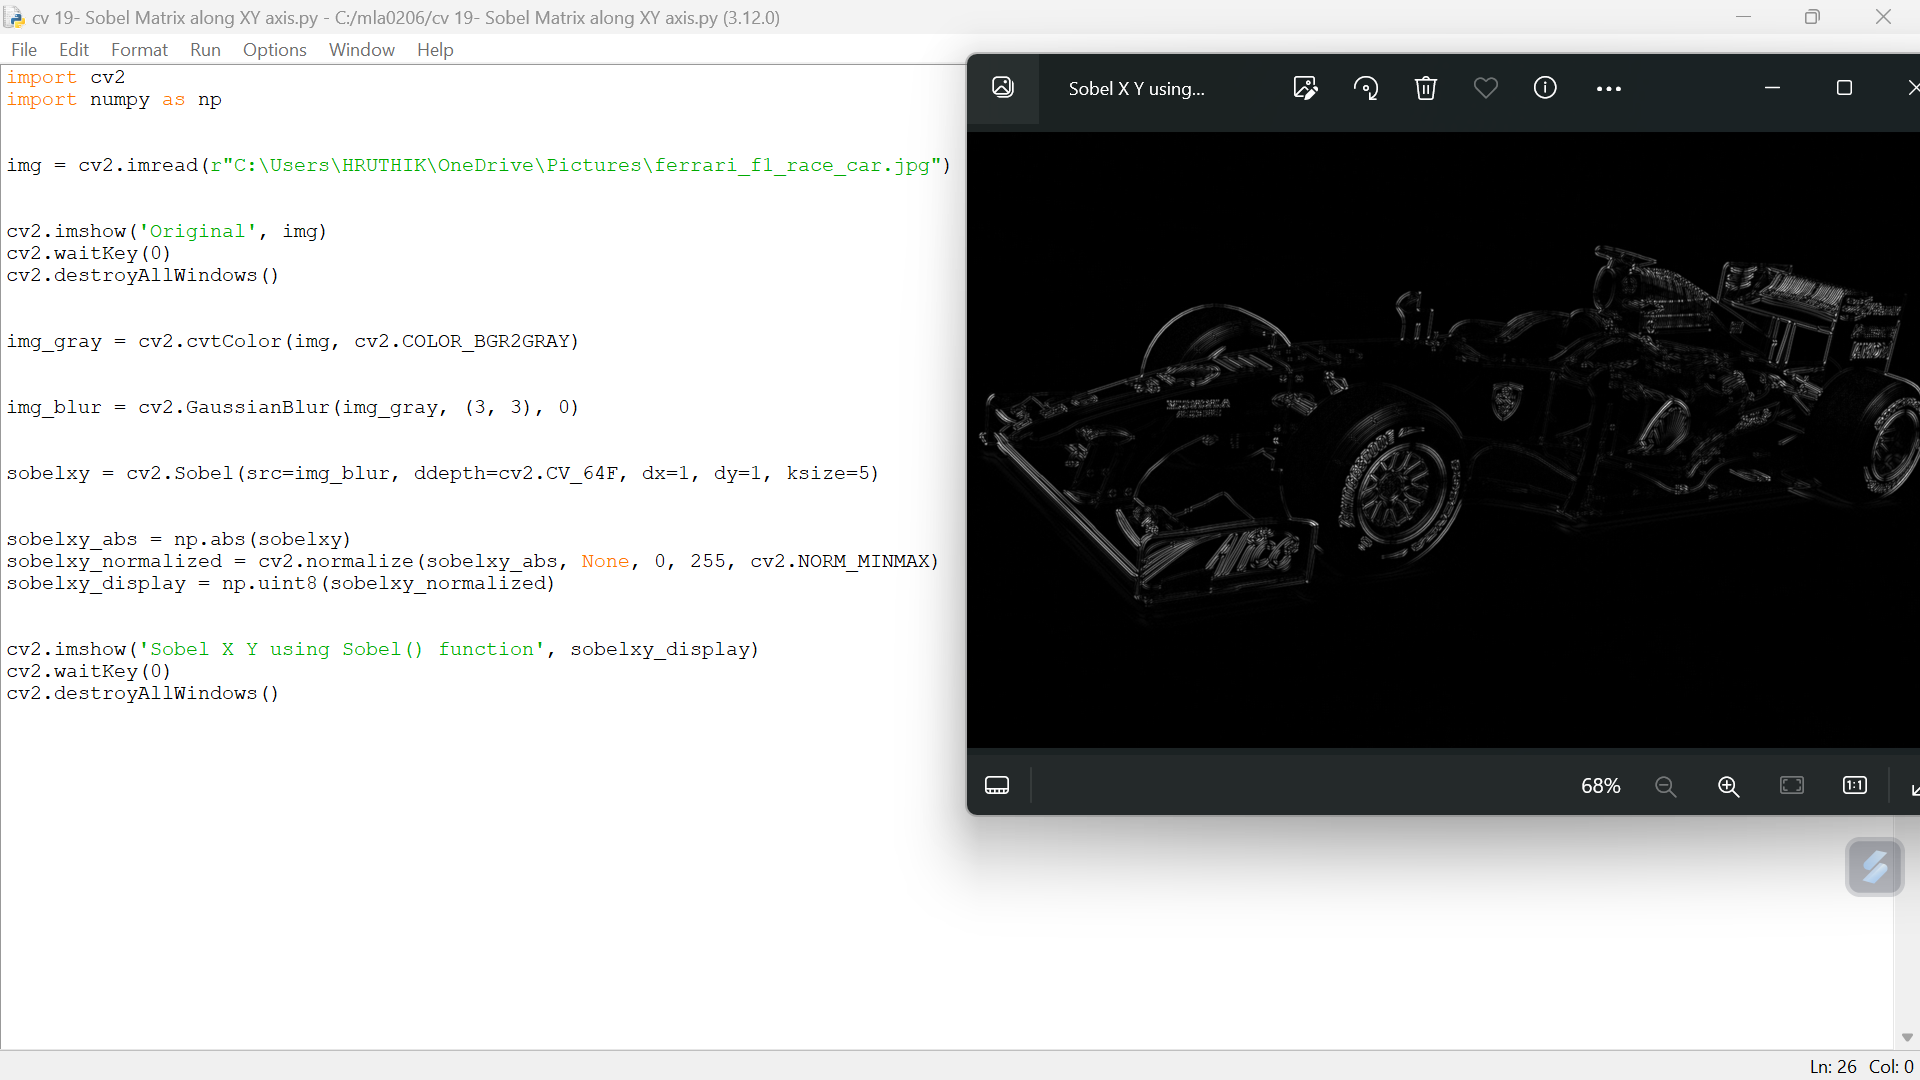 cv 19- Sobel Matrix along XY axis.py - C:/mla0206/cv 19- Sobel Matrix along XY axis.py (3.12.0)
File Edit Format Run Options Window Help
import cv2
import numpy as np
img = cv2.imread(r"C:\Users\HRUTHIK\OneDrive\Pictures\ferrari_f1_race_car.jpg")
cv2.imshow('Original', img)
cv2.waitKey(0)
cv2.destroyAllWindows()
img_gray = cv2.cvtColor(img, cv2.COLOR_BGR2GRAY)
img_blur = cv2.GaussianBlur(img_gray, (3, 3), 0)
sobelxy = cv2.Sobel(src=img_blur, ddepth=cv2.CV_64F, dx=1, dy=1, ksize=5)
sobelxy_abs = np.abs(sobelxy)
sobelxy_normalized = cv2.normalize(sobelxy_abs, None, 0, 255, cv2.NORM_MINMAX)
sobelxy_display = np.uint8(sobelxy_normalized)
cv2.imshow('Sobel X Y using Sobel() function', sobelxy_display)
cv2.waitKey(0)
cv2.destroyAllWindows()
Sobel X Y using...
68%
1:1
Ln: 26 Col: 0